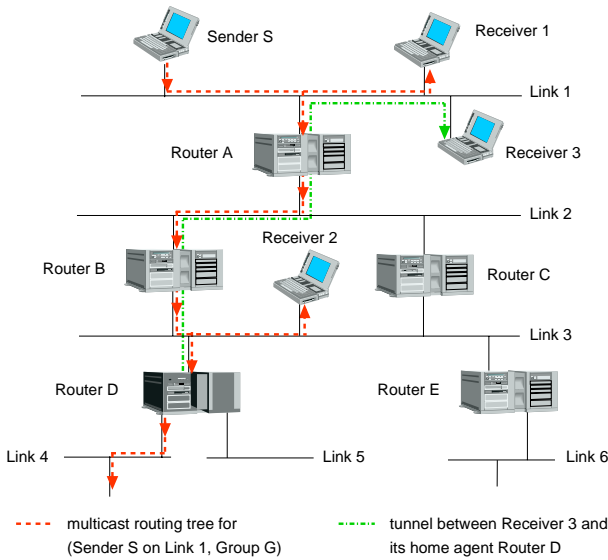 Sender S
Receiver 1
Link 1
Router A
Receiver 3
Link 2
Receiver 2
Router B
Router C
Link 3
Router D
Router E
Link 4
Link 5
Link 6
multicast routing tree for
(Sender S on Link 1, Group G)
tunnel between Receiver 3 and
its home agent Router D